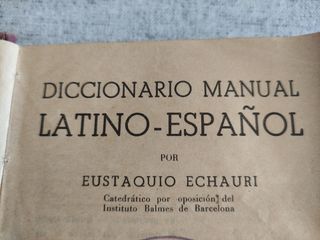 DICCIONARIO MANUAL
LATINO-ESPAÑOL
POR
EUSTAQUIO ECHAURI
Catedrático por oposición del
Instituto Balmes de Barcelona